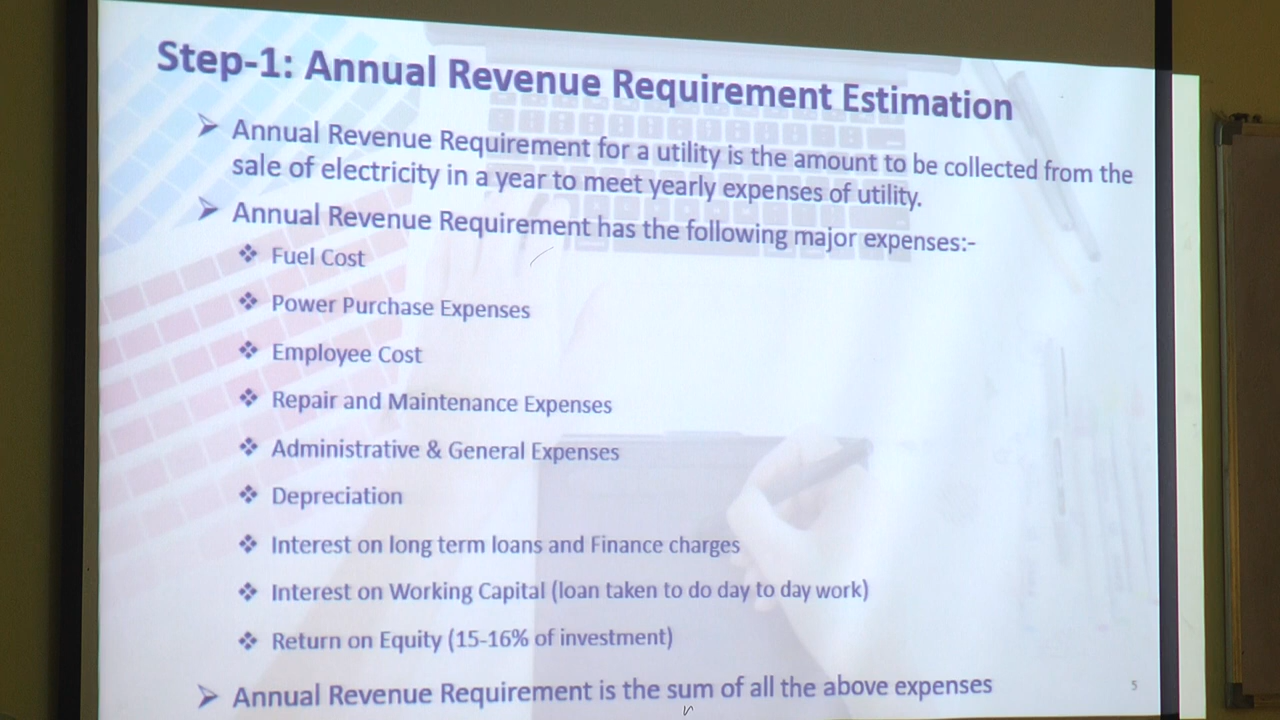 Step-1: Annual Revenue Requirement Estimation
➢ Annual Revenue Requirement for a utility is the amount to be collected from the
sale of electricity in a year to meet yearly expenses of utility.
➢ Annual Revenue Requirement has the following major expenses:-
❖ Fuel Cost
❖ Power Purchase Expenses
❖ Employee Cost
❖ Repair and Maintenance Expenses
❖ Administrative & General Expenses
❖ Depreciation
❖ Interest on long term loans and Finance charges
❖ Interest on Working Capital (loan taken to do day to day work)
❖ Return on Equity (15-16% of investment)
➢ Annual Revenue Requirement is the sum of all the above expenses
5